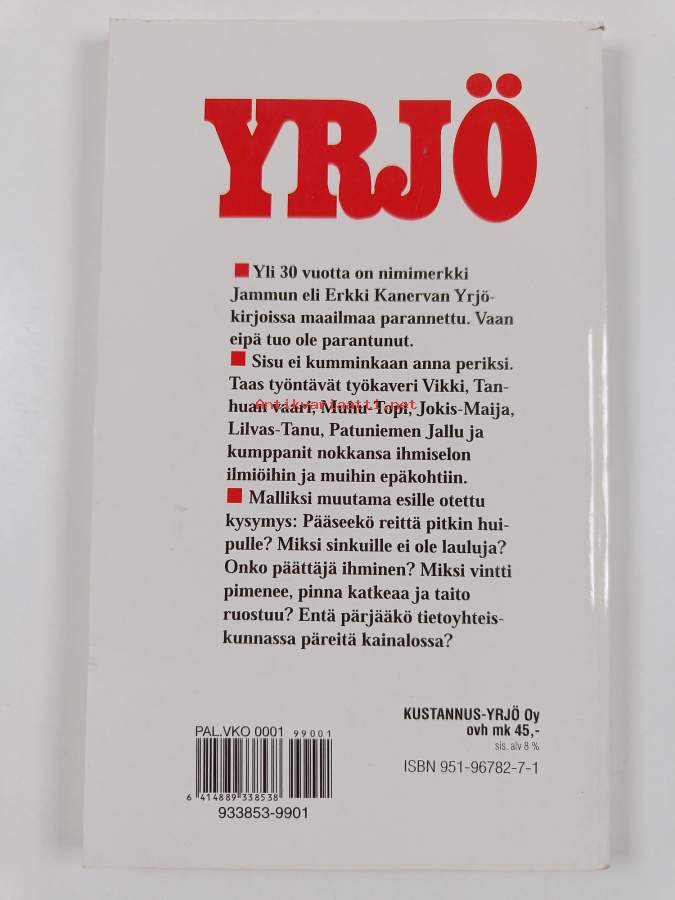 YRJÖ
Yli 30 vuotta on nimimerkki
Jammun eli Erkki Kanervan Yrjö-
kirjoissa maailmaa parannettu. Vaan
eipä tuo ole parantunut.
Sisu ei kumminkaan anna periksi.
Taas työntävät työkaveri Vikki, Tan-
huan vaari, Muhu-Topi, Jokis-Maija,
Antikvariaatti.net
Lilvas-Tanu, Patuniemen Jallu ja
kumppanit nokkansa ihmiselon
ilmiöihin ja muihin epäkohtiin.
Malliksi muutama esille otettu
kysymys: Pääseekö reittä pitkin hui-
pulle? Miksi sinkuille ei ole lauluja?
Onko päättäjä ihminen? Miksi vintti
pimenee, pinna katkeaa ja taito
ruostuu? Entä pärjääkö tietoyhteis-
kunnassa päreitä kainalossa?
PAL.VKO 0001
99001
6 414889 338538
933853-9901
KUSTANNUS-YRJÖ Oy
ovh mk 45,-
sis. alv 8 %
ISBN 951-96782-7-1